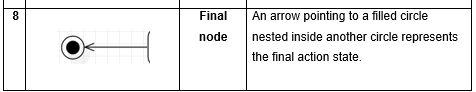 8
Final
node
An arrow pointing to a filled circle
nested inside another circle represents
the final action state.